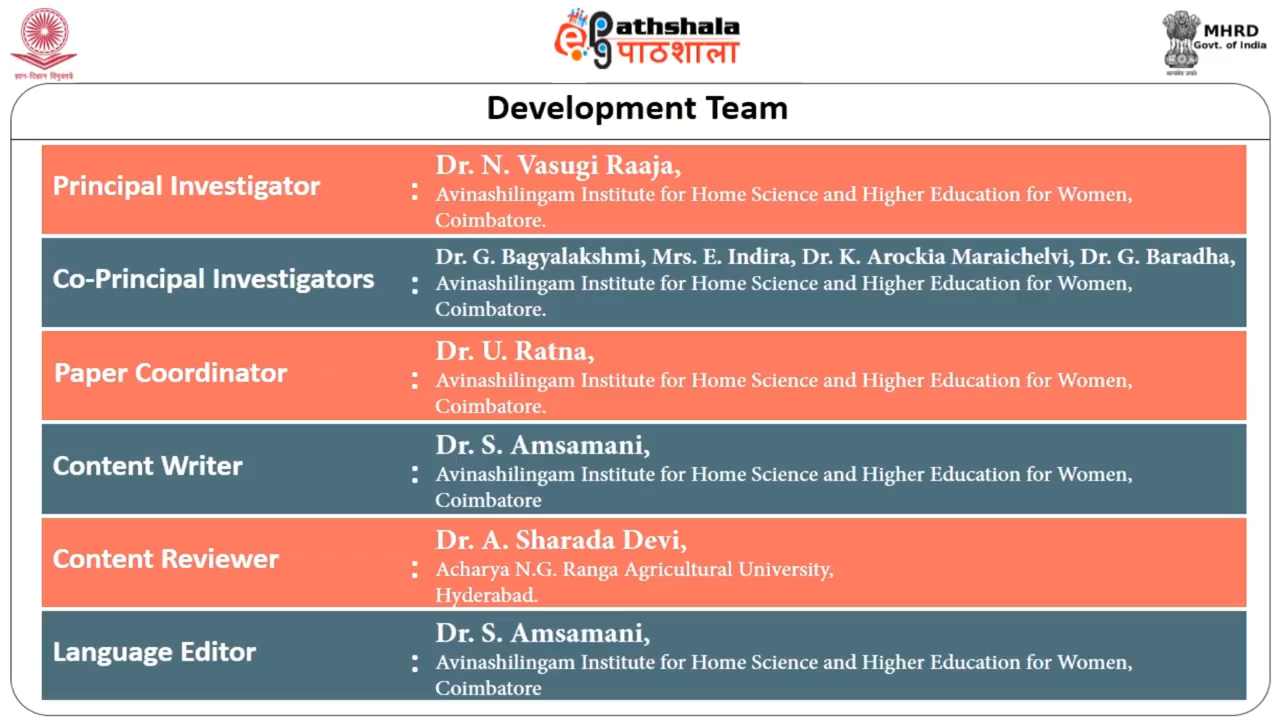 ज्ञान-विज्ञान विमुक्तये
e Pg Pathshala
पाठशाला
MHRD
Govt. of India
सत्यमेव जयते
Development Team
Principal Investigator
:
Dr. N. Vasugi Raaja,
Avinashilingam Institute for Home Science and Higher Education for Women,
Coimbatore.
Co-Principal Investigators
:
Dr. G. Bagyalakshmi, Mrs. E. Indira, Dr. K. Arockia Maraichelvi, Dr. G. Baradha,
Avinashilingam Institute for Home Science and Higher Education for Women,
Coimbatore.
Paper Coordinator
:
Dr. U. Ratna,
Avinashilingam Institute for Home Science and Higher Education for Women,
Coimbatore.
Content Writer
:
Dr. S. Amsamani,
Avinashilingam Institute for Home Science and Higher Education for Women,
Coimbatore
Content Reviewer
:
Dr. A. Sharada Devi,
Acharya N.G. Ranga Agricultural University,
Hyderabad.
Language Editor
:
Dr. S. Amsamani,
Avinashilingam Institute for Home Science and Higher Education for Women,
Coimbatore